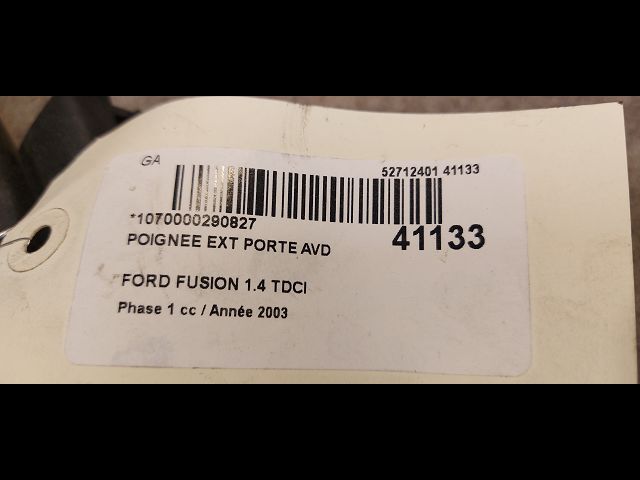 GA
52712401 41133
*1070000290827
41133
POIGNEE EXT PORTE AVD
FORD FUSION 1.4 TDCI
Phase 1 cc / Année 2003